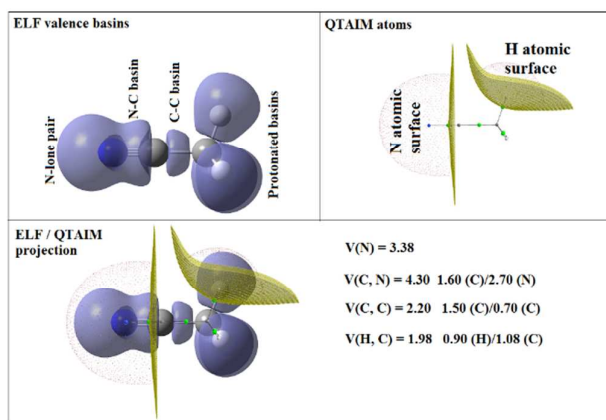 ELF valence basins
N-lone pair
N-C basin
C-C basin
Protonated basins
QTAIM atoms
H atomic
surface
N atomic
surface
ELF / QTAIM
projection
V(N) = 3.38
V(C, N) = 4.30 1.60 (C)/2.70 (N)
V(C, C) = 2.20 1.50 (C)/0.70 (C)
V(H, C) = 1.98 0.90 (H)/1.08 (C)